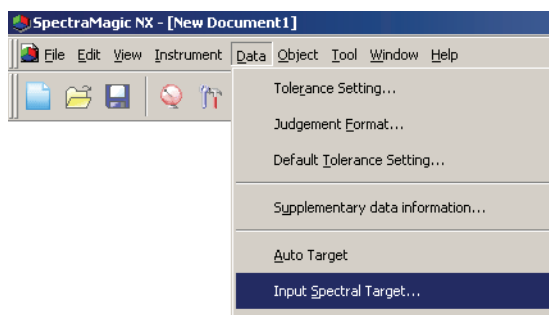 SpectraMagic NX - [New Document1]
File Edit View Instrument Data Object Tool Window Help
Tolerance Setting...
Judgement Format...
Default Tolerance Setting...
Supplementary data information...
Auto Target
Input Spectral Target...